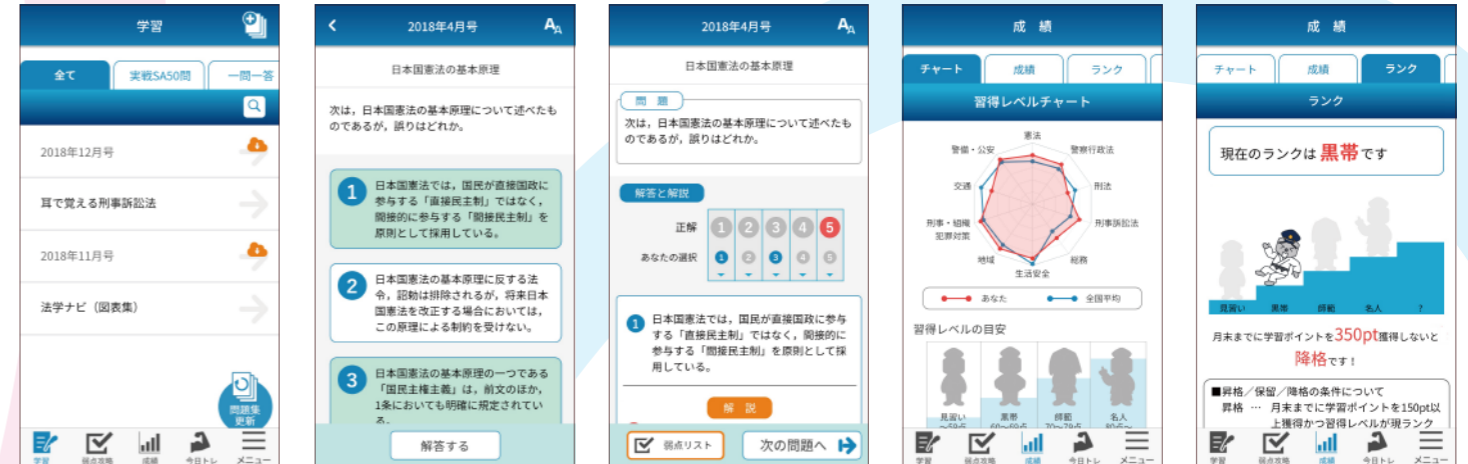 学習
全て
実戦SA50問
一問一答
2018年12月号
耳で覚える刑事訴訟法
2018年11月号
法学ナビ（図表集）
問題集
更新
学習
弱点攻略
成績
今日トレ
メニュー
2018年4月号
AA
日本国憲法の基本原理
次は，日本国憲法の基本原理について述べたも
のであるが，誤りはどれか。
1
日本国憲法では，国民が直接国政に
参与する「直接民主制」ではなく，
間接的に参与する「間接民主制」を
原則として採用している。
2
日本国憲法の基本原理に反する法
令，詔勅は排除されるが，将来日本
国憲法を改正する場合においては，
この原理による制約を受けない。
3
日本国憲法の基本原理の一つである
「国民主権主義」は，前文のほか，
1条においても明確に規定されてい
る。
解答する
2018年4月号
AA
日本国憲法の基本原理
問 題
次は，日本国憲法の基本原理について述べたも
のであるが，誤りはどれか。
解答と解説
正解 1 2 3 4 5
あなたの選択 1 2 3 4 5
1
日本国憲法では，国民が直接国政に参与
する「直接民主制」ではなく，間接的に
参与する「間接民主制」を原則として採
用している。
解 説
弱点リスト
次の問題へ
成 績
チャート
成績
ランク
習得レベルチャート
憲法
警察行政法
刑法
刑事訴訟法
総務
生活安全
地域
刑事・組織
犯罪対策
交通
警備・公安
あなた
全国平均
習得レベルの目安
見習い
黒帯
師範
名人
～59.5
60～69.5
70～79.5
80.5～
学習
弱点攻略
成績
今日トレ
メニュー
成 績
チャート
成績
ランク
ランク
現在のランクは 黒帯 です
見習い
黒帯
師範
名人
?
月末までに学習ポイントを350pt獲得しないと
降格です！
■昇格／保留／降格の条件について
昇格 … 月末までに学習ポイントを150pt以
上獲得かつ習得レベルが現ランク
学習
弱点攻略
成績
今日トレ
メニュー